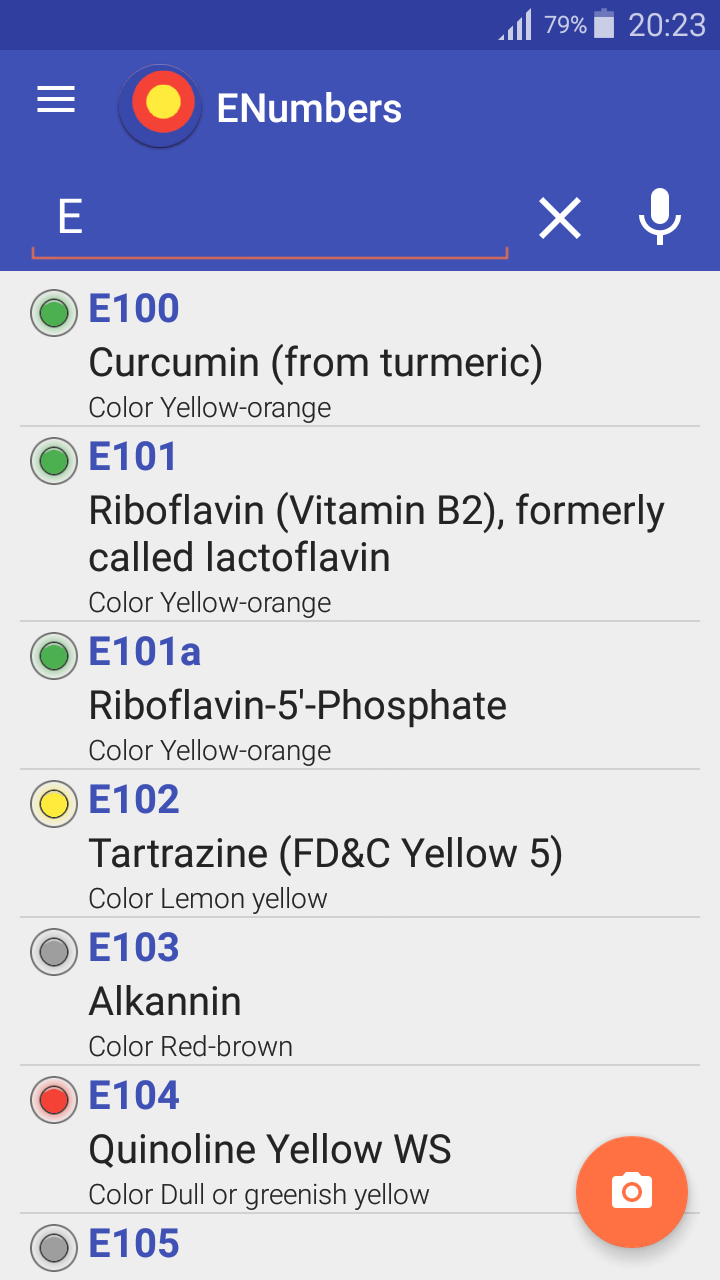 79% 20:23
ENumbers
E
E100
Curcumin (from turmeric)
Color Yellow-orange
E101
Riboflavin (Vitamin B2), formerly
called lactoflavin
Color Yellow-orange
E101a
Riboflavin-5'-Phosphate
Color Yellow-orange
E102
Tartrazine (FD&C Yellow 5)
Color Lemon yellow
E103
Alkannin
Color Red-brown
E104
Quinoline Yellow WS
Color Dull or greenish yellow
E105